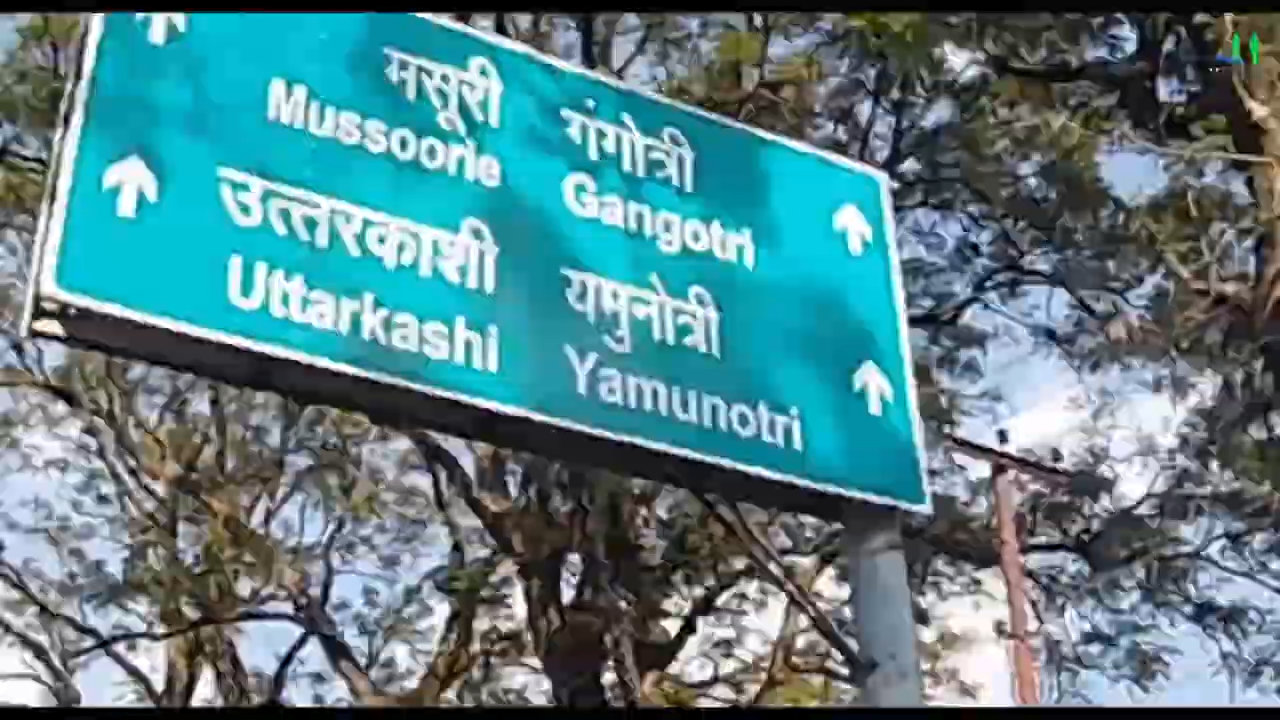 मसूरी
Mussoorie
उत्तरकाशी
Uttarkashi
गंगोत्री
Gangotri
यमुनोत्री
Yamunotri